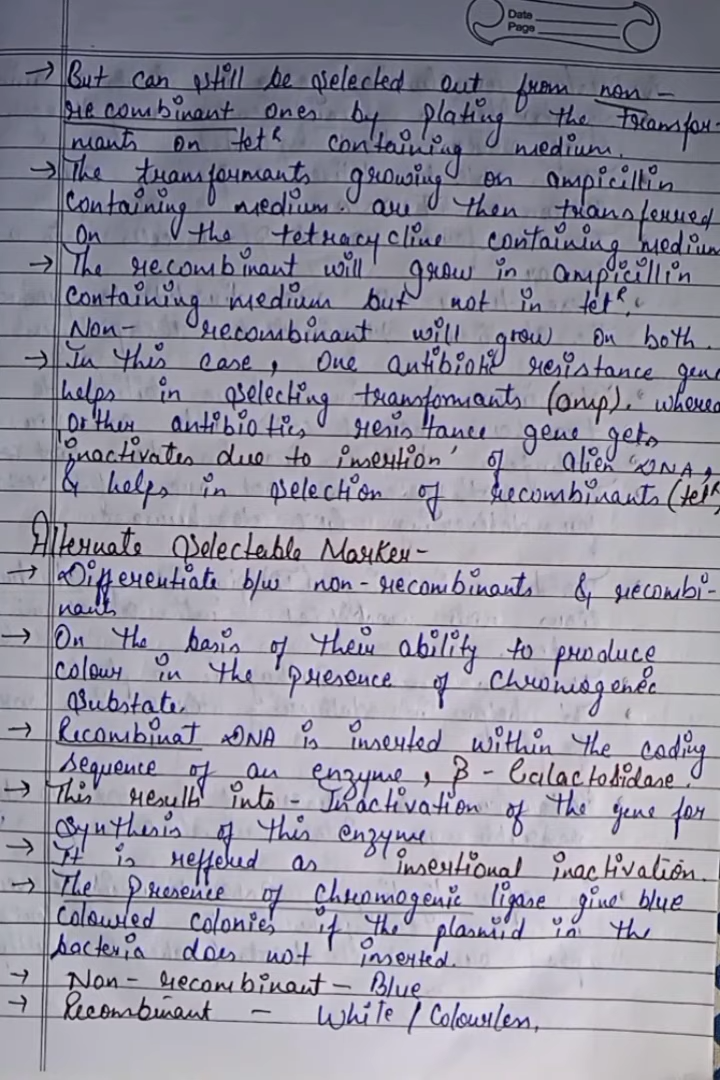 Date
Page
→ But can still be selected out from non-
recombinant ones by plating the transfor-
mants on tetR containing medium.
→ The transformants growing on ampicillin
containing medium are then transferred
on the tetracycline containing medium
→ The recombinant will grow in ampicillin
containing medium but not in tetR.
Non- recombinant will grow on both.
→ In this case, one antibiotic resistance gene
helps in selecting transformants (amp). whereas
Other antibiotics resistance gene gets
'inactivates due to insertion' of alien DNA,
& helps in selection of recombinants (tetR
Alternate Selectable Marker-
→ Differentiate b/w non-recombinants & recombi-
nants
→ On the basis of their ability to produce
colour in the presence of chromogenec
substate
→ Recombinat DNA is inserted within the coding
sequence of an enzyme, β - Galactosidase.
→ This results into - Inactivation of the gene for
synthesis of this enzyme
→ It is reffered as insertional inactivation.
→ The presence of chromogenic ligase give blue
coloured colonies if the plasmid in the
bacteria does not inserted.
→ Non-recombinant - Blue
→ Recombinant - White / Colourless,